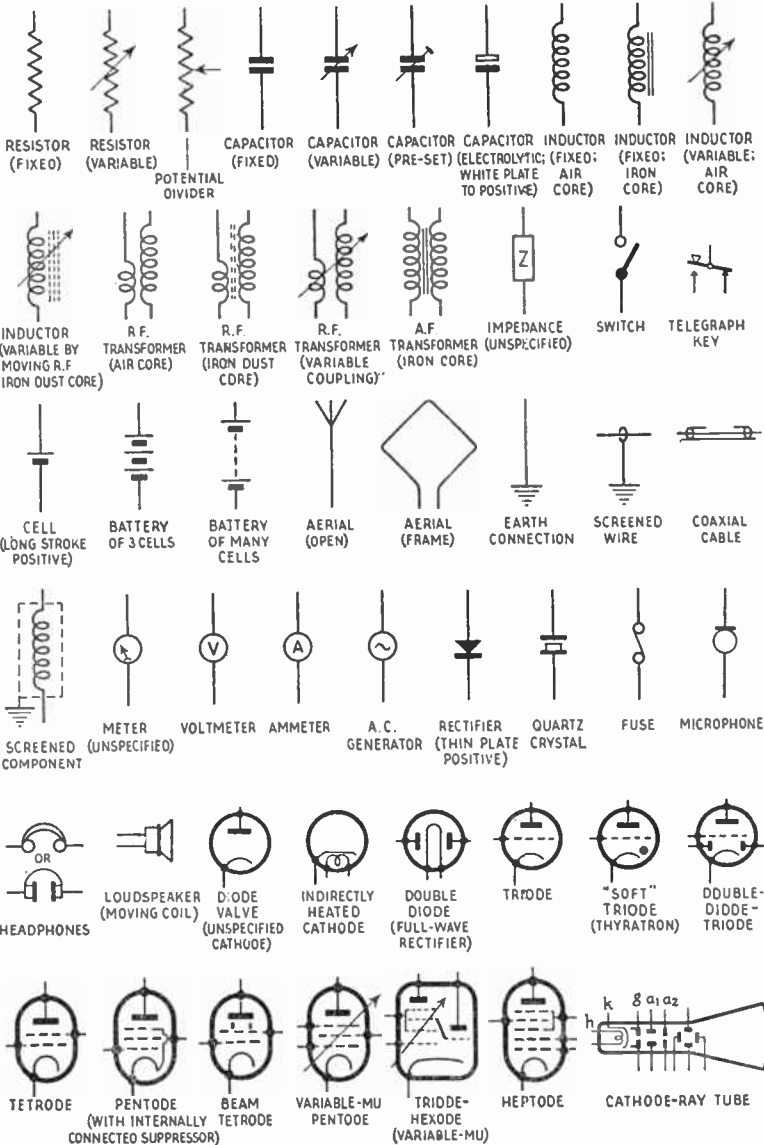 RESISTOR
(FIXED)
RESISTOR
(VARIABLE)
POTENTIAL
DIVIDER
CAPACITOR
(FIXED)
CAPACITOR
(VARIABLE)
CAPACITOR
(PRE-SET)
CAPACITOR
(ELECTROLYTIC;
WHITE PLATE
TO POSITIVE)
INDUCTOR
(FIXED;
AIR
CORE)
INDUCTOR
(FIXED;
IRON
CORE)
INDUCTOR
(VARIABLE;
AIR
CORE)
INDUCTOR
(VARIABLE BY
MOVING R.F
IRON DUST CORE)
R.F.
TRANSFORMER
(AIR CORE)
R.F.
TRANSFORMER
(IRON DUST
CORE)
R.F.
TRANSFORMER
(VARIABLE
COUPLING)"
A.F.
TRANSFORMER
(IRON CORE)
Z
IMPEDANCE
(UNSPECIFIED)
SWITCH
TELEGRAPH
KEY
CELL
(LONG STROKE
POSITIVE)
BATTERY
OF 3 CELLS
BATTERY
OF MANY
CELLS
AERIAL
(OPEN)
AERIAL
(FRAME)
EARTH
CONNECTION
SCREENED
WIRE
COAXIAL
CABLE
SCREENED
COMPONENT
METER
(UNSPECIFIED)
V
VOLTMETER
A
AMMETER
A.C.
GENERATOR
RECTIFIER
(THIN PLATE
POSITIVE)
QUARTZ
CRYSTAL
FUSE
MICROPHONE
OR
HEADPHONES
LOUDSPEAKER
(MOVING COIL)
DIODE
VALVE
(UNSPECIFIED
CATHODE)
INDIRECTLY
HEATED
CATHODE
DOUBLE
DIODE
(FULL-WAVE
RECTIFIER)
TRIODE
"SOFT"
TRIODE
(THYRATRON)
DOUBLE-
DIODE-
TRIODE
TETRODE
PENTODE
(WITH INTERNALLY
CONNECTED SUPPRESSOR)
BEAM
TETRODE
VARIABLE-MU
PENTODE
TRIODE-
HEXODE
(VARIABLE-MU)
HEPTODE
h
k
g a1 a2
CATHODE-RAY TUBE